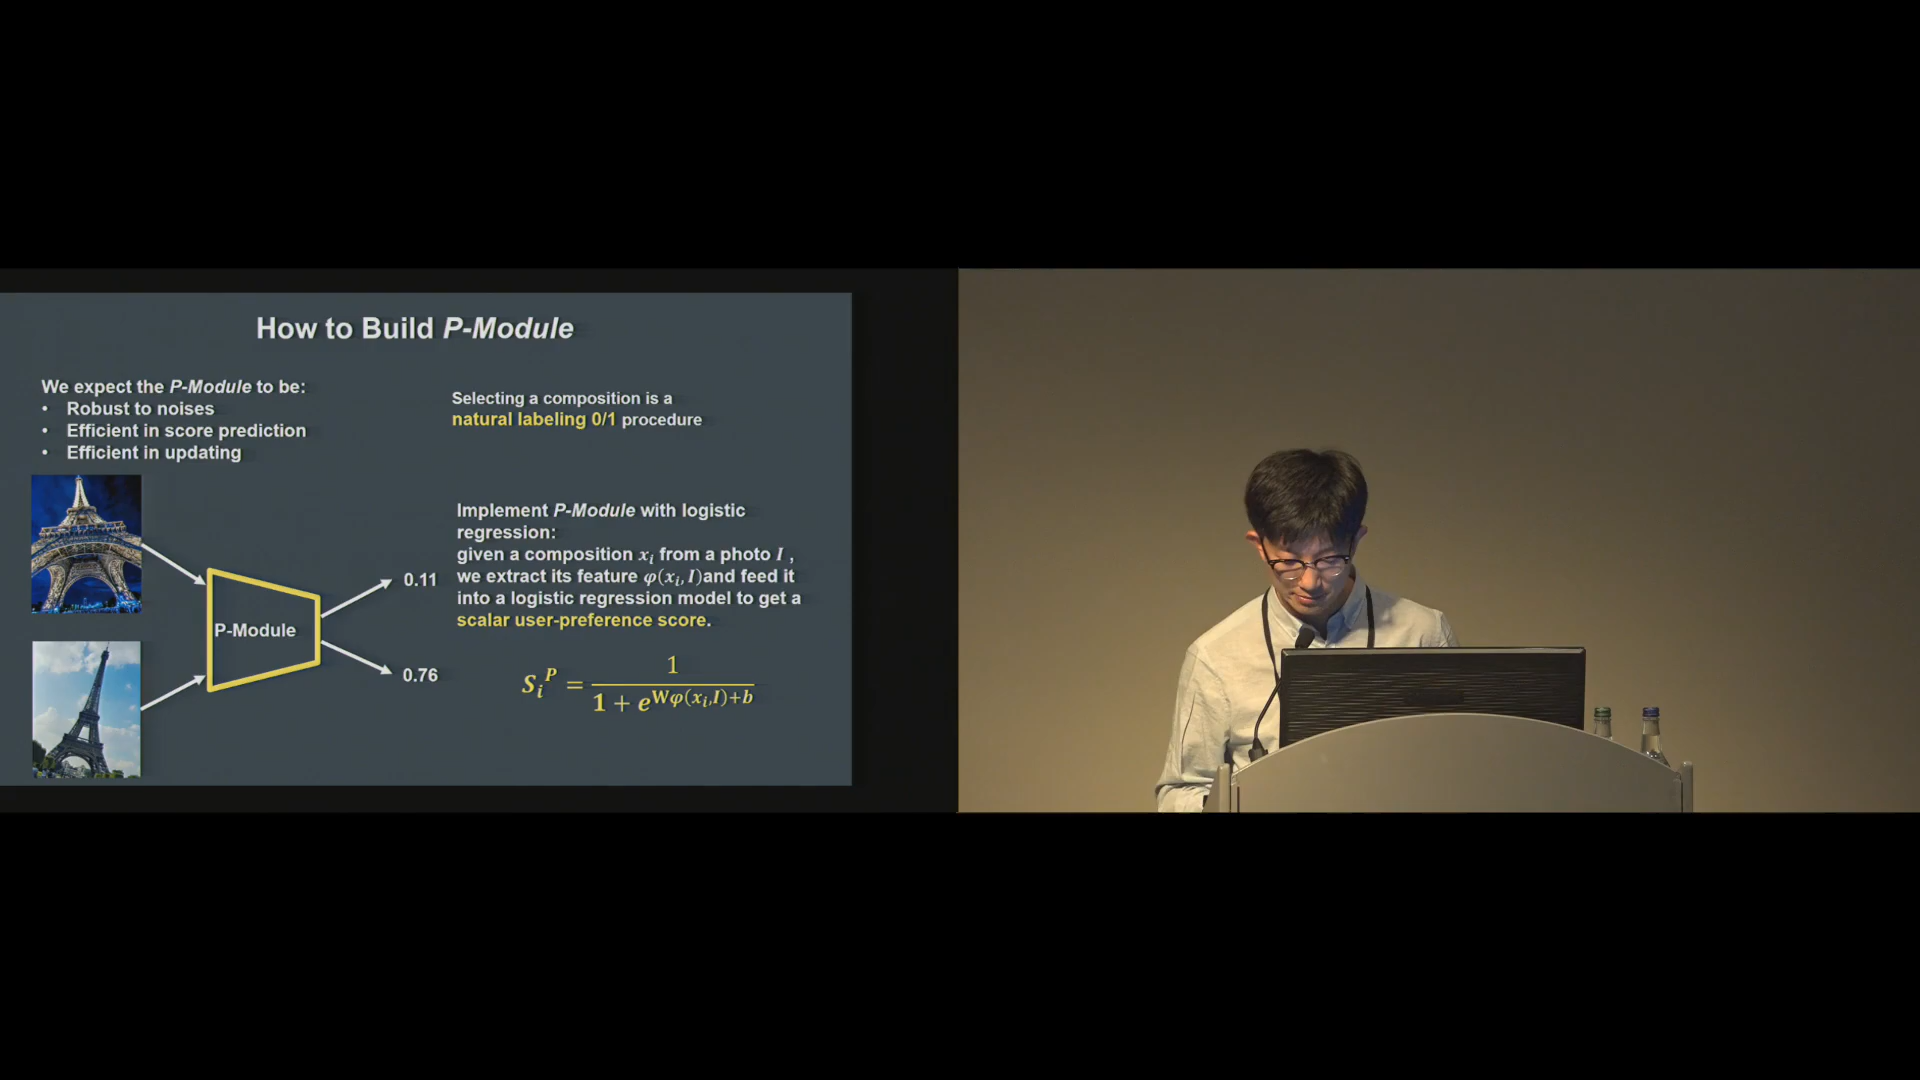 How to Build P-Module
We expect the P-Module to be:
• Robust to noises
• Efficient in score prediction
• Efficient in updating
P-Module
0.11
0.76
Selecting a composition is a
natural labeling 0/1 procedure
Implement P-Module with logistic
regression:
given a composition xᵢ from a photo I ,
we extract its feature φ(xᵢ, I)and feed it
into a logistic regression model to get a
scalar user-preference score.
Sᵢᴾ = 1 / (1 + e^(Wφ(xᵢ,I)+b))